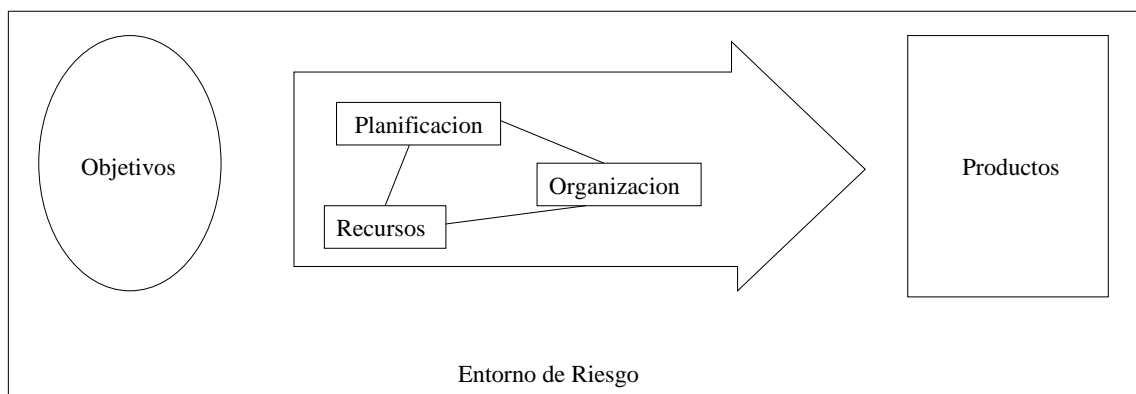 Objetivos
Planificacion
Organizacion
Recursos
Productos
Entorno de Riesgo